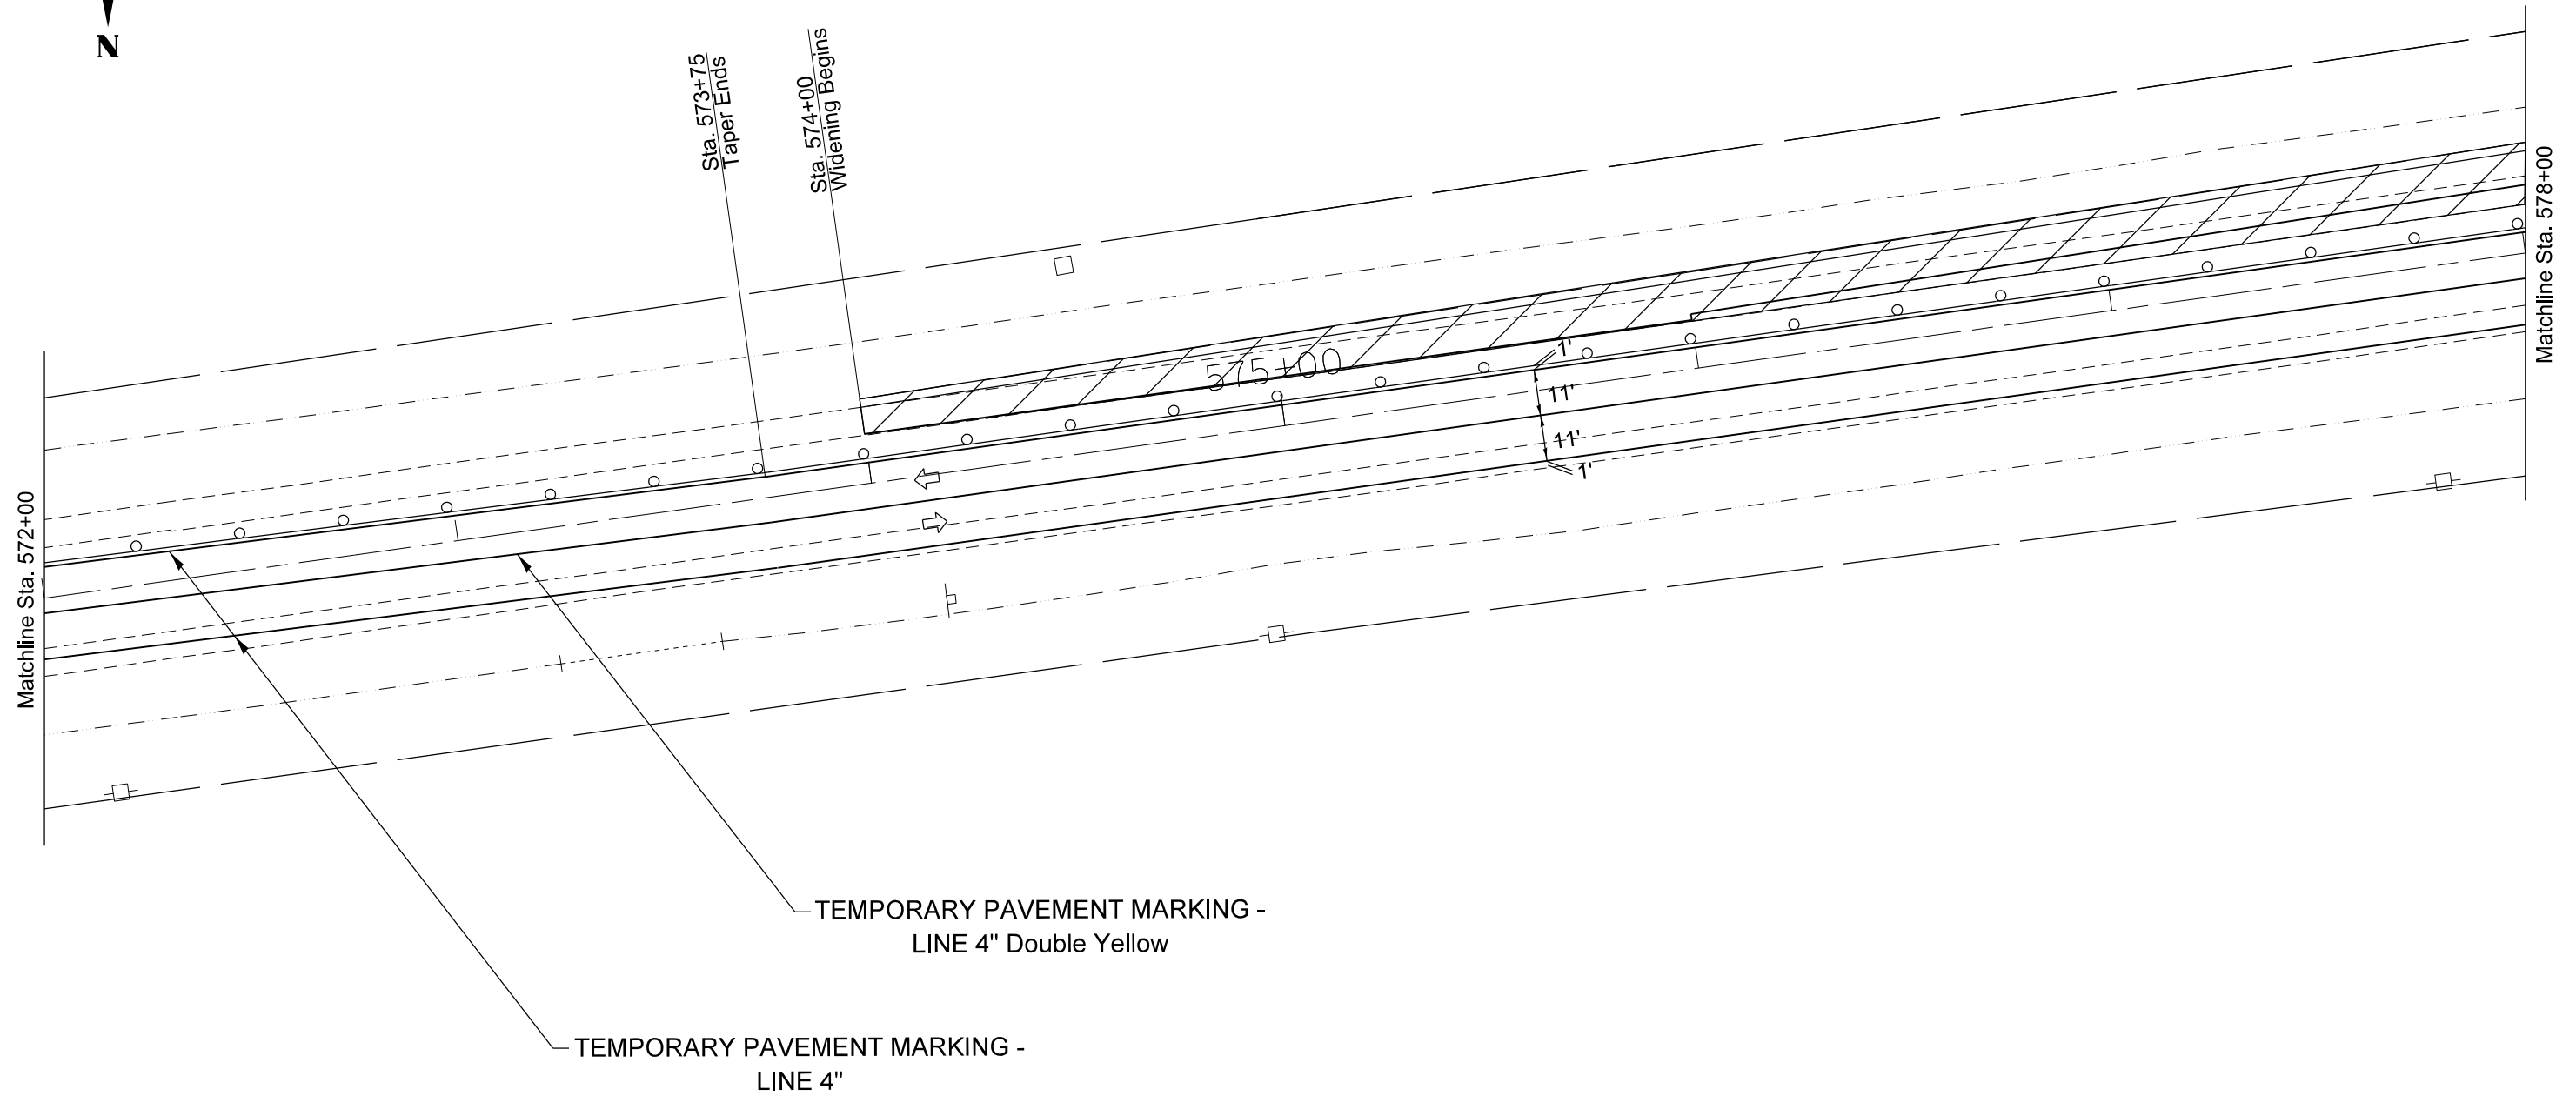 N
Sta. 573+75
Taper Ends
Sta. 574+00
Widening Begins
Matchline Sta. 578+00
575+00
1'
11'
11'
1'
Matchline Sta. 572+00
TEMPORARY PAVEMENT MARKING -
LINE 4" Double Yellow
TEMPORARY PAVEMENT MARKING -
LINE 4"